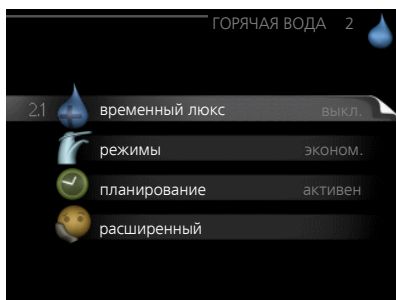 ГОРЯЧАЯ ВОДА 2
2.1 временный люкс выкл.
режимы эконом.
планирование активен
расширенный